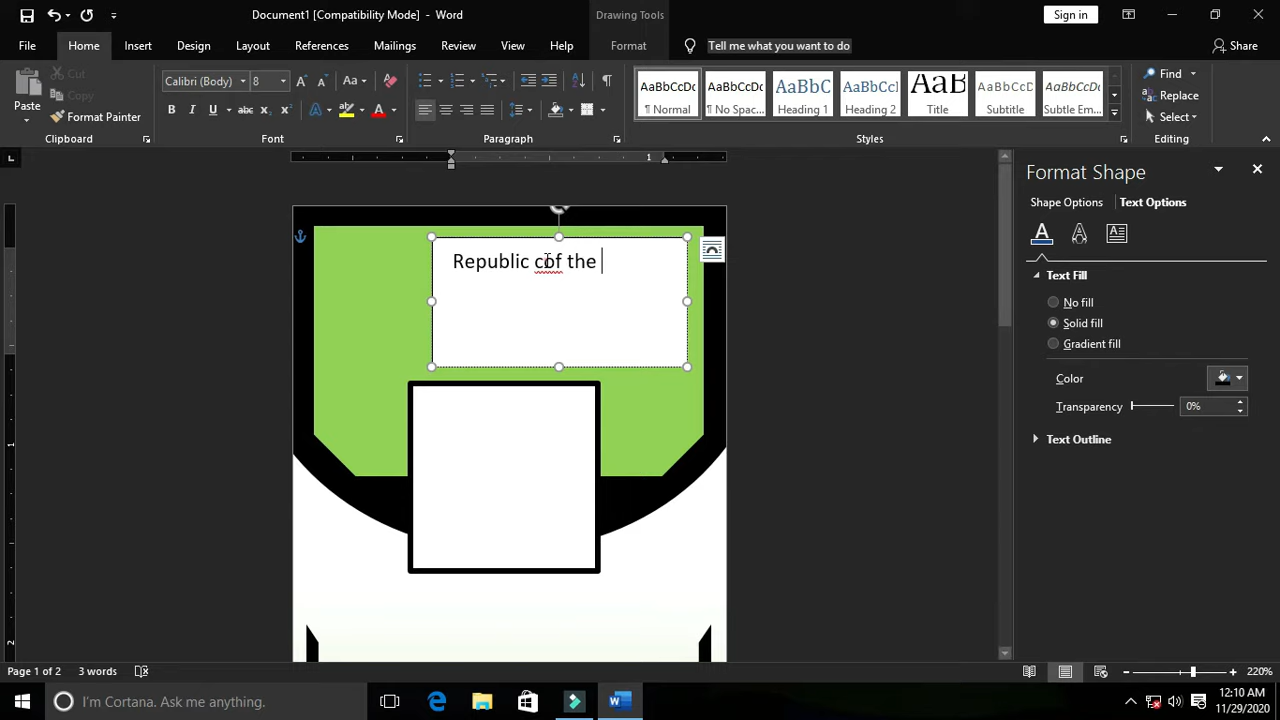 Document1 [Compatibility Mode] - Word
Drawing Tools
Sign in
File Home Insert Design Layout References Mailings Review View Help Format Tell me what you want to do Share
Paste
Cut
Copy
Format Painter
Calibri (Body) 8
AaBbCcDc AaBbCcDc AaBbC AaBbCcI AaB AaBbCcD AaBbCcDt
¶ Normal ¶ No Spac... Heading 1 Heading 2 Title Subtitle Subtle Em...
Find
Replace
Select
Clipboard Font Paragraph Styles Editing
1
Republic cof the
1
2
Format Shape
Shape Options Text Options
Text Fill
No fill
Solid fill
Gradient fill
Color
Transparency 0%
Text Outline
Page 1 of 2 3 words 220%
I'm Cortana. Ask me anything.
12:10 AM
11/29/2020